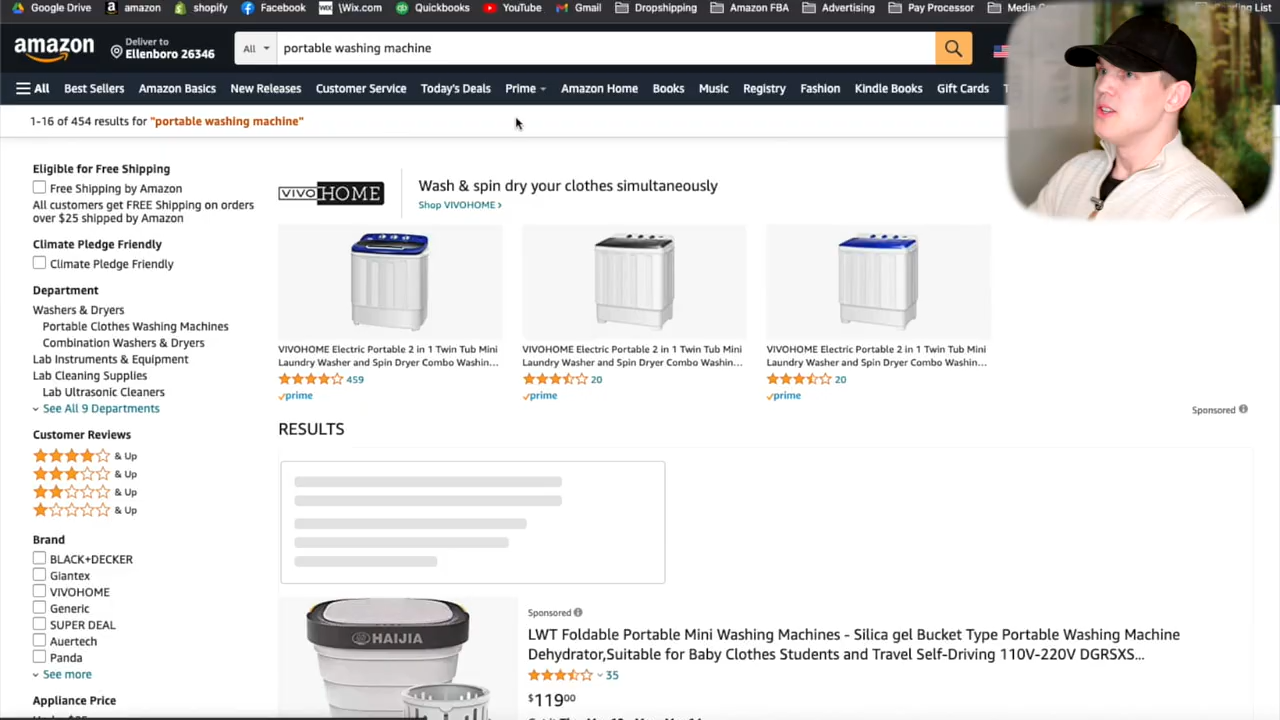 Google Drive amazon shopify Facebook WIX \Wix.com Quickbooks YouTube Gmail Dropshipping Amazon FBA Advertising Pay Processor Media
amazon Deliver to Ellenboro 26346 All portable washing machine
All Best Sellers Amazon Basics New Releases Customer Service Today's Deals Prime Amazon Home Books Music Registry Fashion Kindle Books Gift Cards
1-16 of 454 results for "portable washing machine"
Eligible for Free Shipping
Free Shipping by Amazon
All customers get FREE Shipping on orders
over $25 shipped by Amazon
Climate Pledge Friendly
Climate Pledge Friendly
Department
Washers & Dryers
Portable Clothes Washing Machines
Combination Washers & Dryers
Lab Instruments & Equipment
Lab Cleaning Supplies
Lab Ultrasonic Cleaners
See All 9 Departments
Customer Reviews
& Up
& Up
& Up
& Up
Brand
BLACK+DECKER
Giantex
VIVOHOME
Generic
SUPER DEAL
Auertech
Panda
See more
Appliance Price
VIVOHOME
Wash & spin dry your clothes simultaneously
Shop VIVOHOME ›
VIVOHOME Electric Portable 2 in 1 Twin Tub Mini
Laundry Washer and Spin Dryer Combo Washin...
459
prime
VIVOHOME Electric Portable 2 in 1 Twin Tub Mini
Laundry Washer and Spin Dryer Combo Washin...
20
prime
VIVOHOME Electric Portable 2 in 1 Twin Tub Mini
Laundry Washer and Spin Dryer Combo Washin...
20
prime
Sponsored
RESULTS
HAIJIA
Sponsored
LWT Foldable Portable Mini Washing Machines - Silica gel Bucket Type Portable Washing Machine
Dehydrator,Suitable for Baby Clothes Students and Travel Self-Driving 110V-220V DGRSXS...
35
$11900